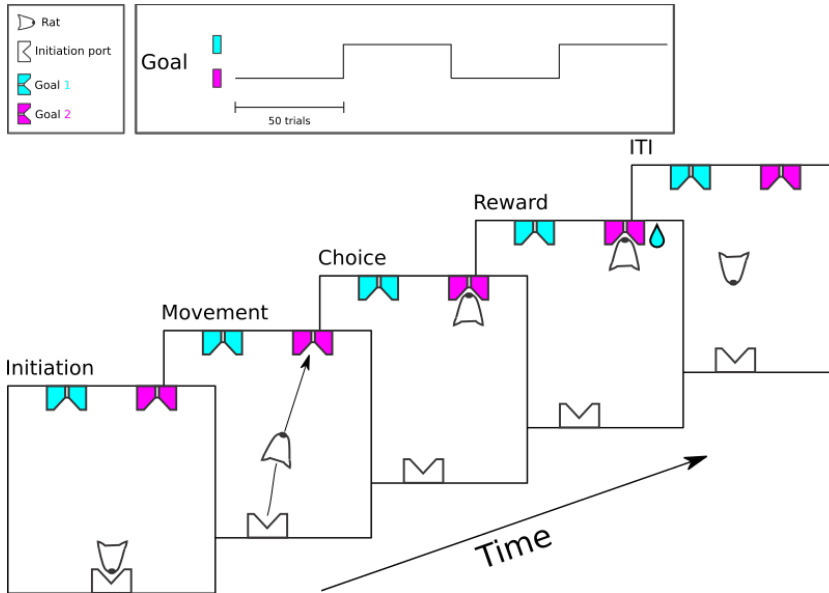 Rat
Initiation port
Goal 1
Goal 2
Goal
50 trials
ITI
Reward
Choice
Movement
Initiation
Time